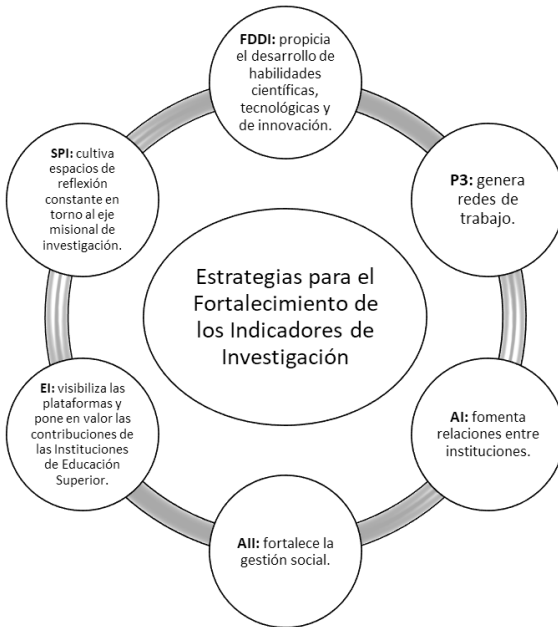 FDDI: propicia
el desarrollo de
habilidades
científicas,
tecnológicas y
de innovación.
P3: genera
redes de
trabajo.
AI: fomenta
relaciones entre
instituciones.
AII: fortalece la
gestión social.
EI: visibiliza las
plataformas y
pone en valor las
contribuciones de
las Instituciones
de Educación
Superior.
SPI: cultiva
espacios de
reflexión
constante en
torno al eje
misional de
investigación.
Estrategias para el
Fortalecimiento de
los Indicadores de
Investigación